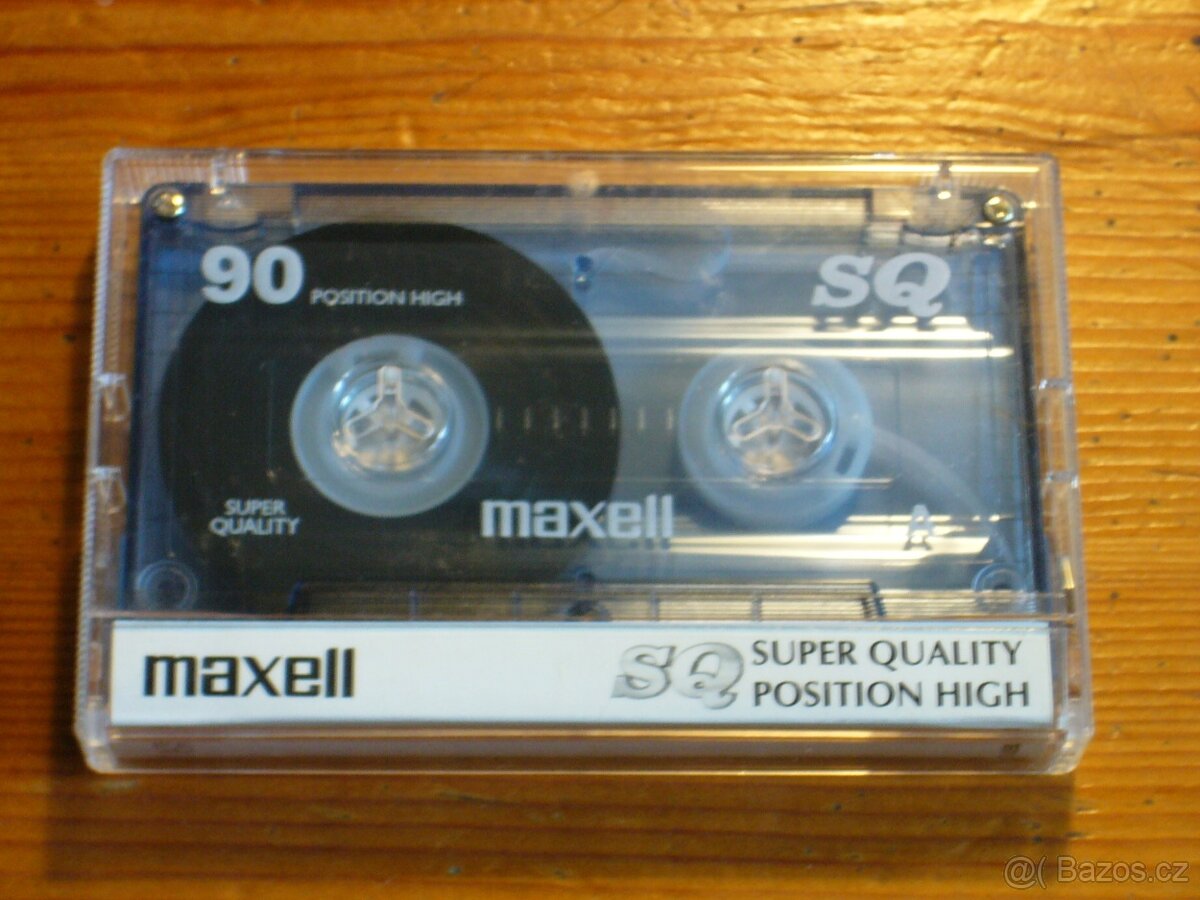 90 POSITION HIGH
SQ
SUPER
QUALITY
maxell
A
maxell
SQ SUPER QUALITY
POSITION HIGH
@( Bazos.cz